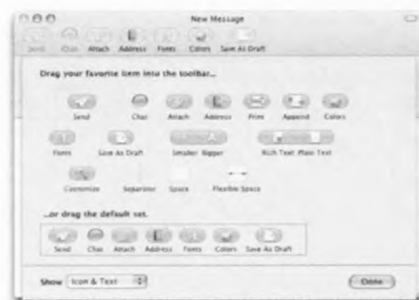 New Message
Send Chat Attach Address Fonts Colors Save As Draft
Drag your favorite item into the toolbar...
Send Chat Attach Address Print Append Colors
Fonts Save As Draft Smaller Bigger Rich Text Plain Text
Customize Separator Space Flexible Space
...or drag the default set.
Send Chat Attach Address Fonts Colors Save As Draft
Show Icon & Text Done